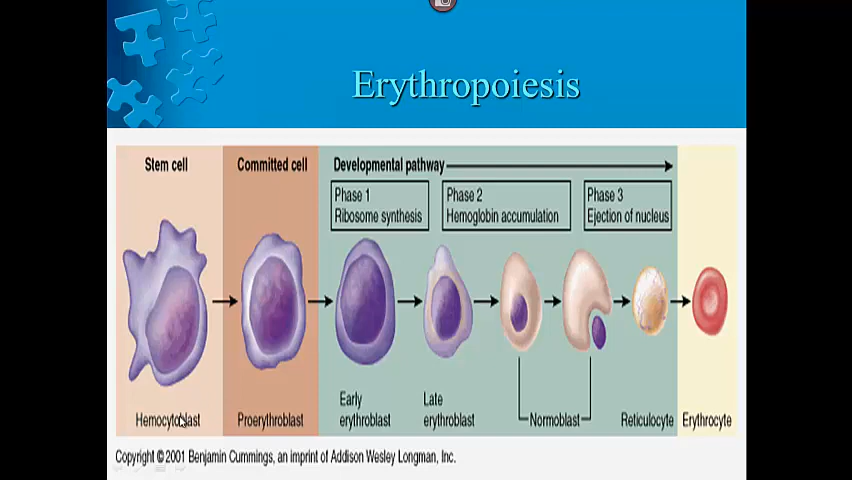 Erythropoiesis
Stem cell
Committed cell
Developmental pathway
Phase 1
Ribosome synthesis
Phase 2
Hemoglobin accumulation
Phase 3
Ejection of nucleus
Hemocytoblast
Proerythroblast
Early
erythroblast
Late
erythroblast
Normoblast
Reticulocyte
Erythrocyte
Copyright © 2001 Benjamin Cummings, an imprint of Addison Wesley Longman, Inc.